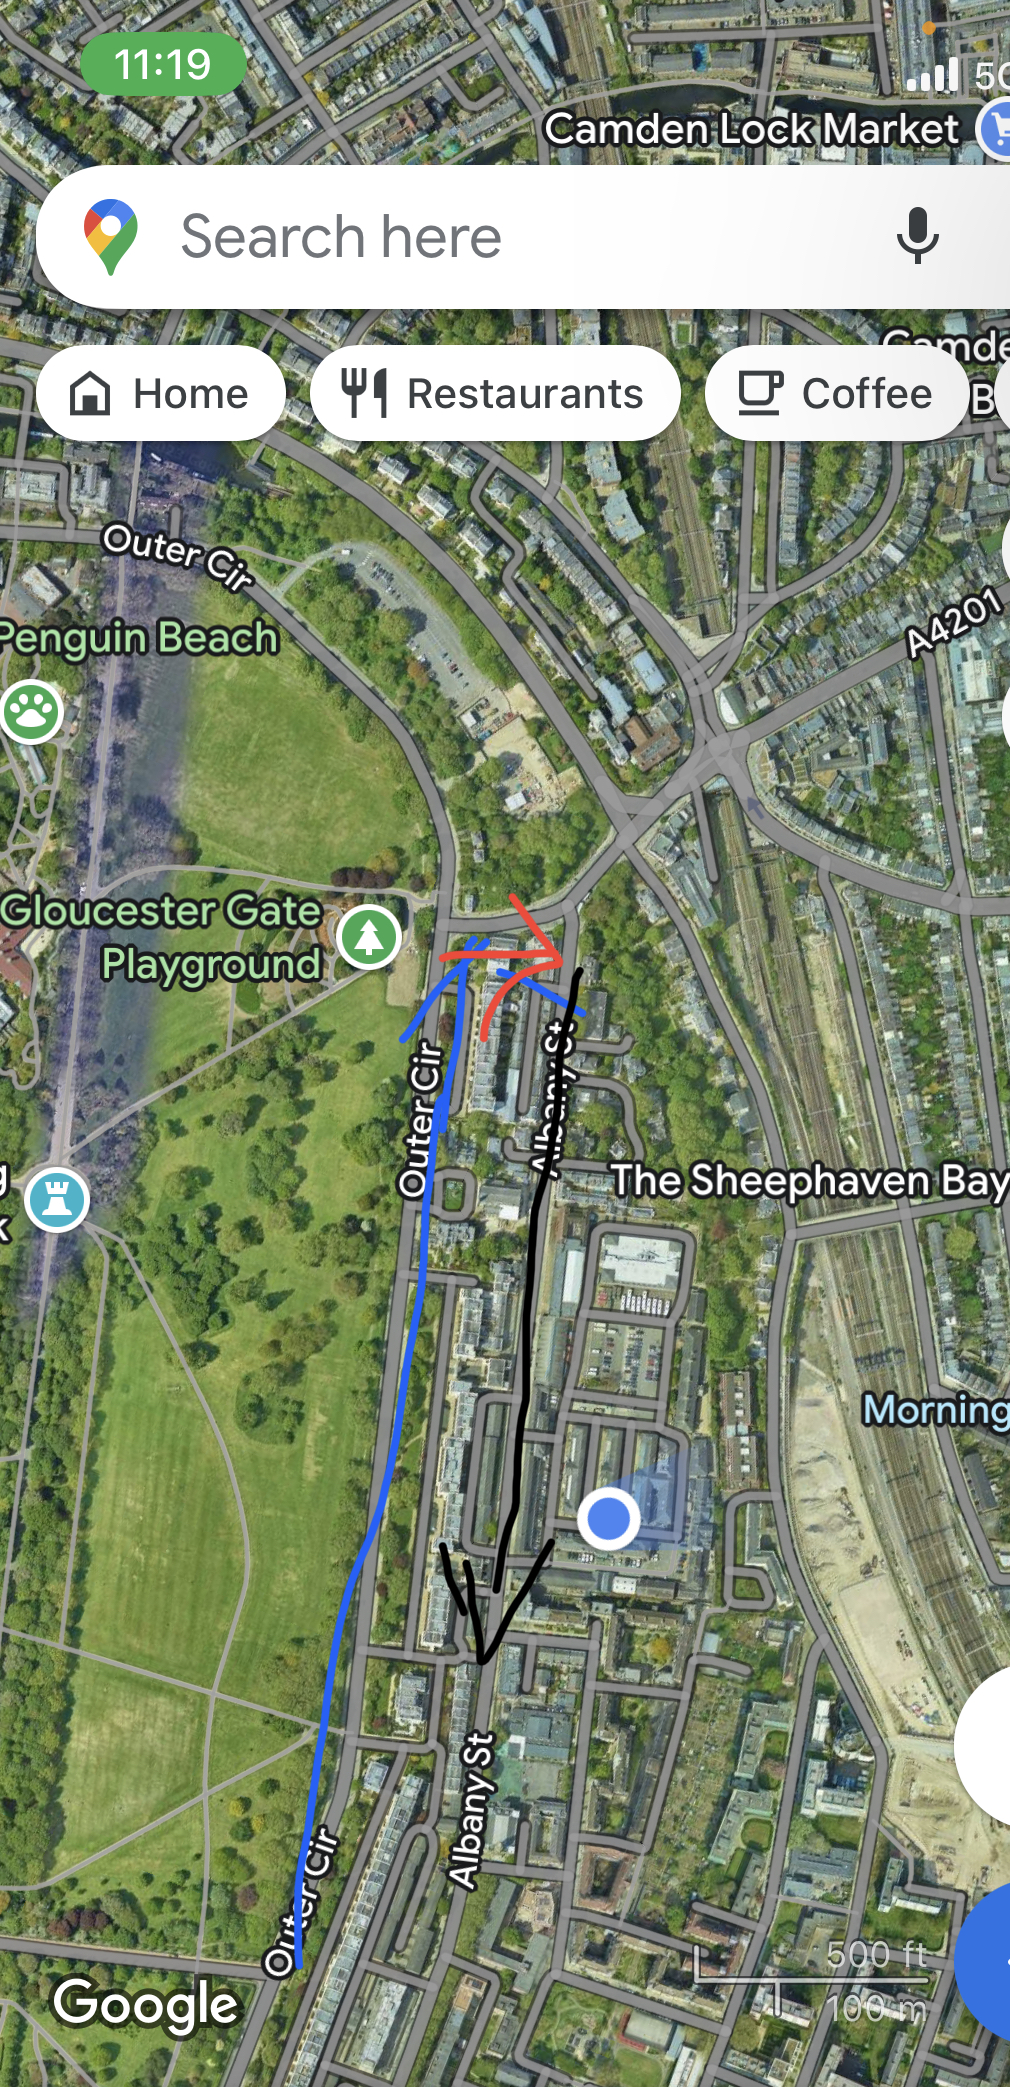 11:19
5G
Camden Lock Market
Search here
Home
Restaurants
Coffee
Outer Cir
A4201
Penguin Beach
Gloucester Gate
Playground
Outer Cir
Albany St
The Sheephaven Bay
Morning
Albany St
Outer Cir
500 ft
100 m
Google